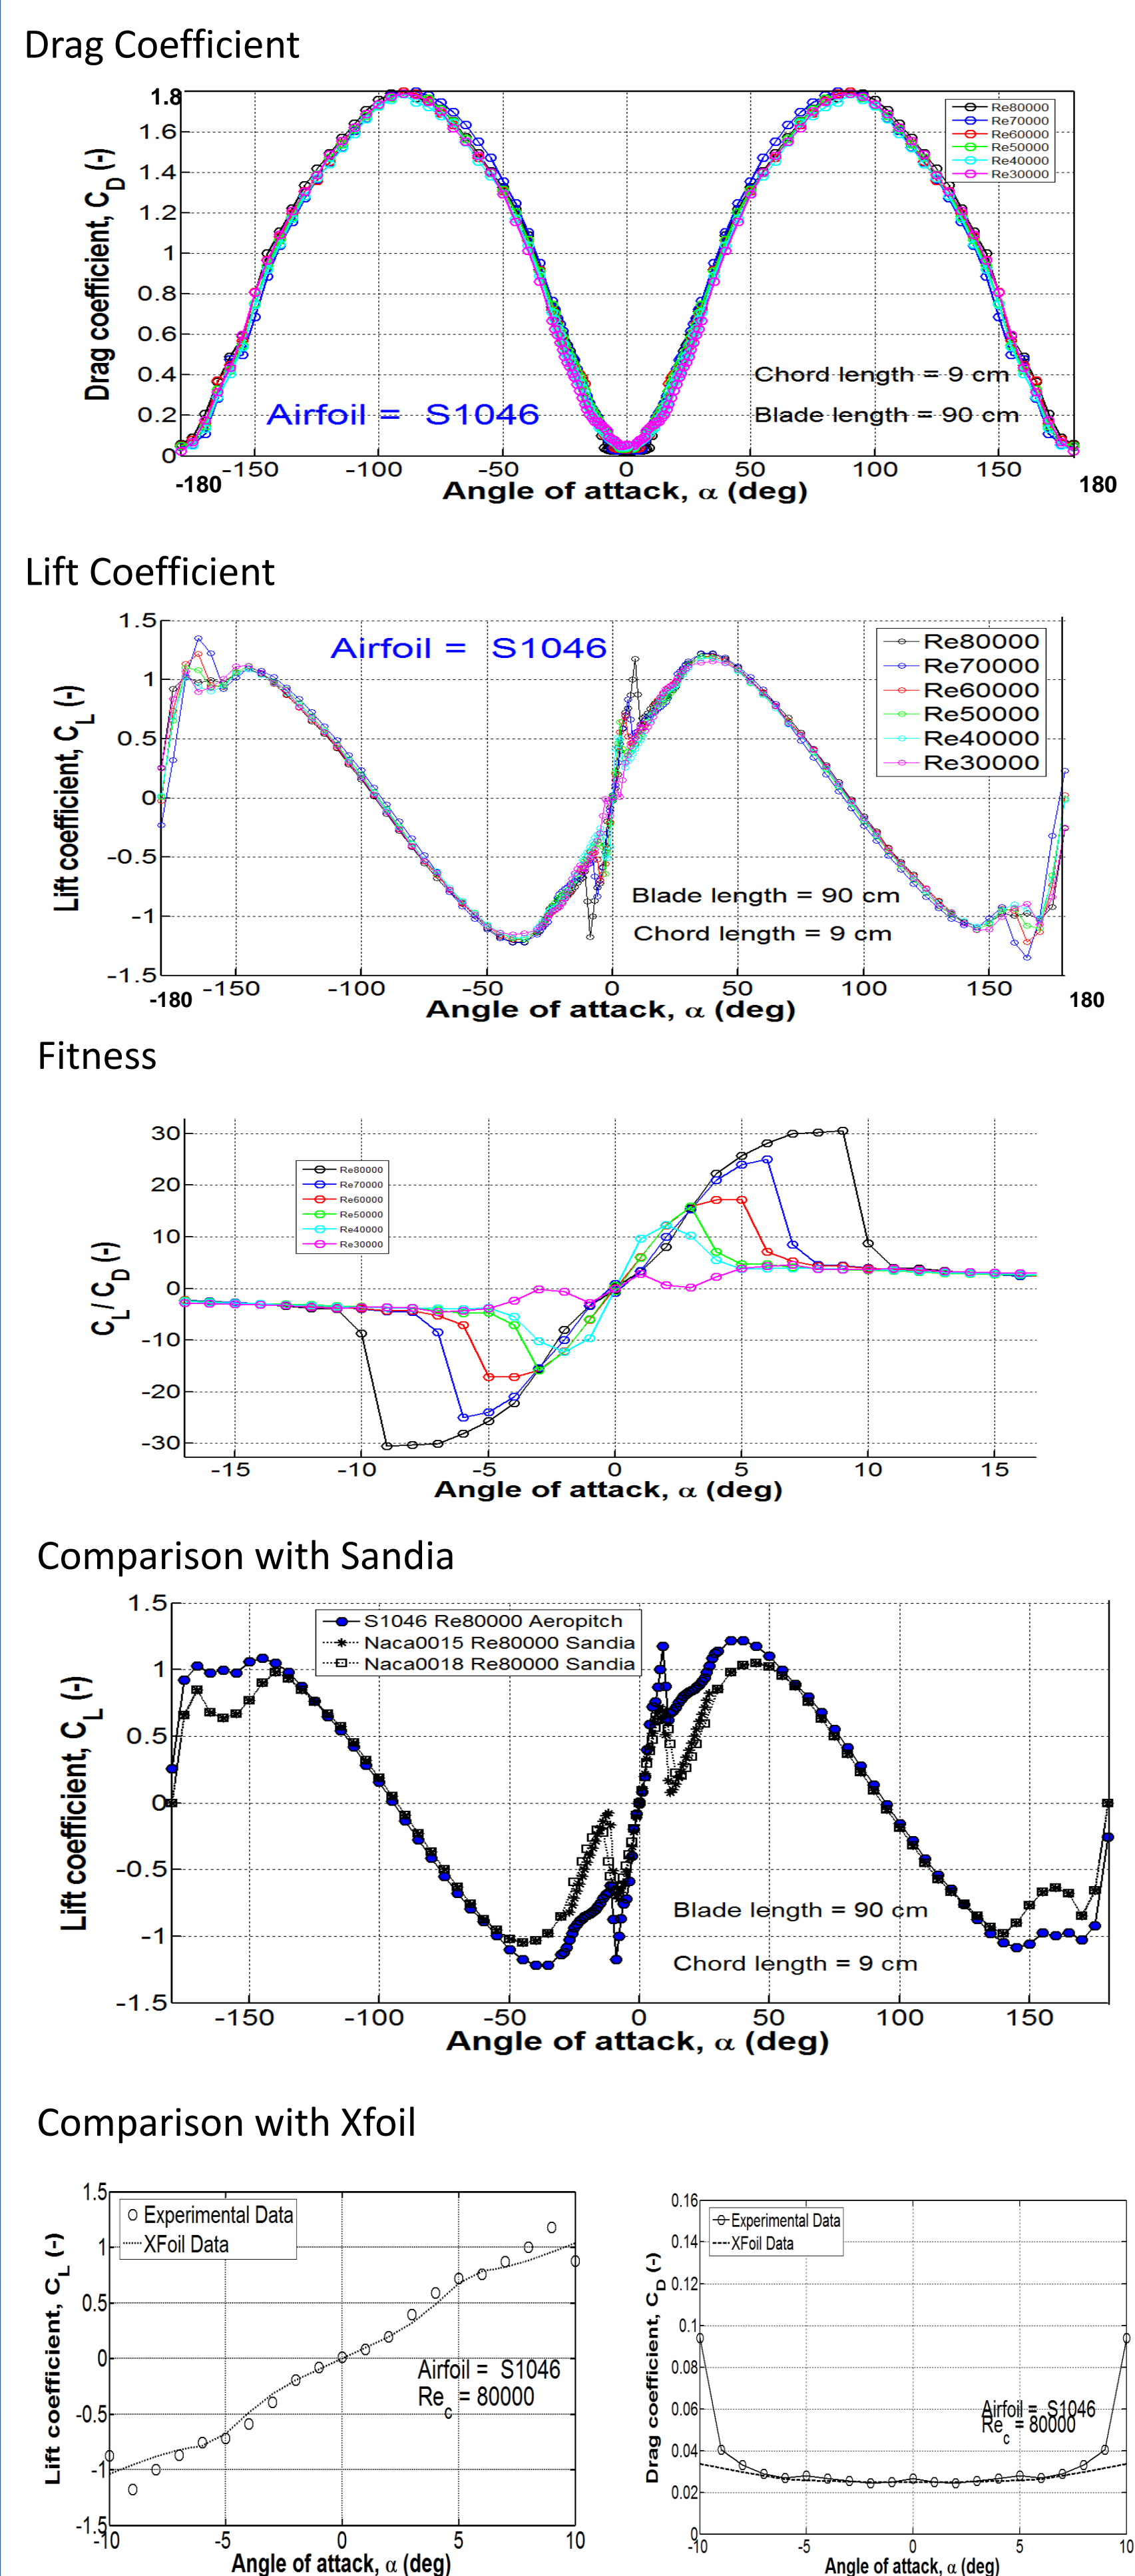 Drag Coefficient
1.8
1.6
1.4
1.2
1
0.8
0.6
0.4
0.2
0
Drag coefficient, C_D (-)
Re80000
Re70000
Re60000
Re50000
Re40000
Re30000
Chord length = 9 cm
Airfoil = S1046
Blade length = 90 cm
-150 -100 -50 0 50 100 150
-180 180
Angle of attack, α (deg)
Lift Coefficient
1.5
1
0.5
0
-0.5
-1
-1.5
Lift coefficient, C_L (-)
Airfoil = S1046
Re80000
Re70000
Re60000
Re50000
Re40000
Re30000
Blade length = 90 cm
Chord length = 9 cm
-180 -150 -100 -50 0 50 100 150 180
Angle of attack, α (deg)
Fitness
30
20
10
0
-10
-20
-30
C_L / C_D (-)
Re80000
Re70000
Re60000
Re50000
Re40000
Re30000
-15 -10 -5 0 5 10 15
Angle of attack, α (deg)
Comparison with Sandia
1.5
1
0.5
0
-0.5
-1
-1.5
Lift coefficient, C_L (-)
S1046 Re80000 Aeropitch
Naca0015 Re80000 Sandia
Naca0018 Re80000 Sandia
Blade length = 90 cm
Chord length = 9 cm
-150 -100 -50 0 50 100 150
Angle of attack, α (deg)
Comparison with Xfoil
1.5
1
0.5
0
-0.5
-1
-1.5
Lift coefficient, C_L (-)
Experimental Data
XFoil Data
Airfoil = S1046
Re_c = 80000
-10 -5 0 5 10
Angle of attack, α (deg)
0.16
0.14
0.12
0.1
0.08
0.06
0.04
0.02
0
Drag coefficient, C_D (-)
Experimental Data
XFoil Data
Airfoil = S1046
Re_c = 80000
-10 -5 0 5 10
Angle of attack, α (deg)